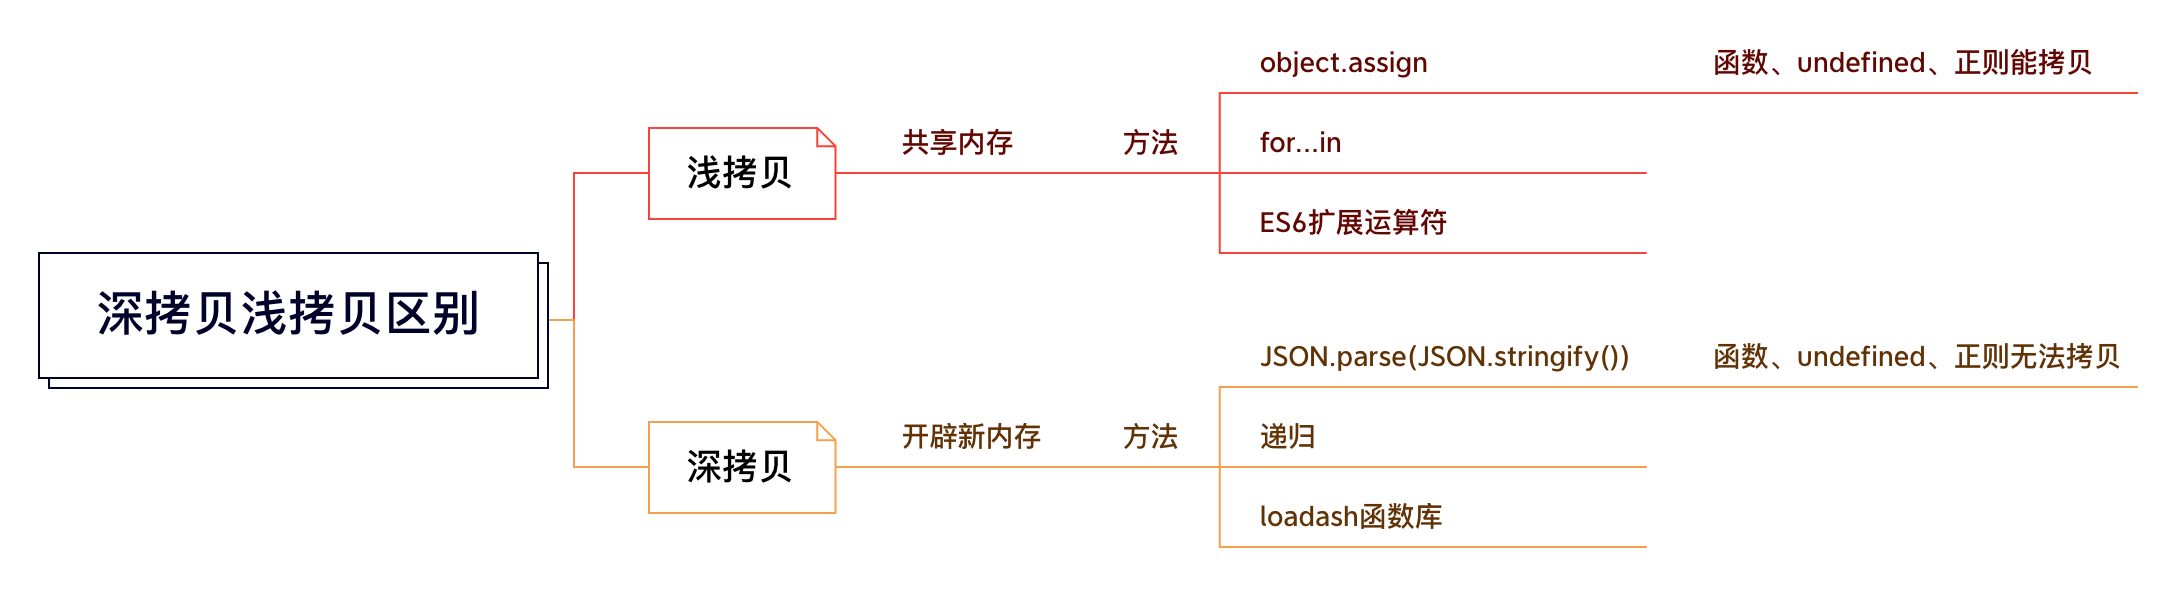 深拷贝浅拷贝区别
浅拷贝
共享内存
方法
object.assign
函数、undefined、正则能拷贝
for...in
ES6扩展运算符
深拷贝
开辟新内存
方法
JSON.parse(JSON.stringify())
函数、undefined、正则无法拷贝
递归
loadash函数库